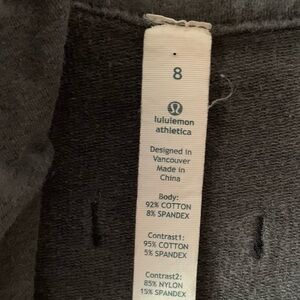 8
lululemon
athletica
Designed in
Vancouver
Made in
China
Body:
92% COTTON
8% SPANDEX
Contrast1:
95% COTTON
5% SPANDEX
Contrast2:
85% NYLON
15% SPANDEX